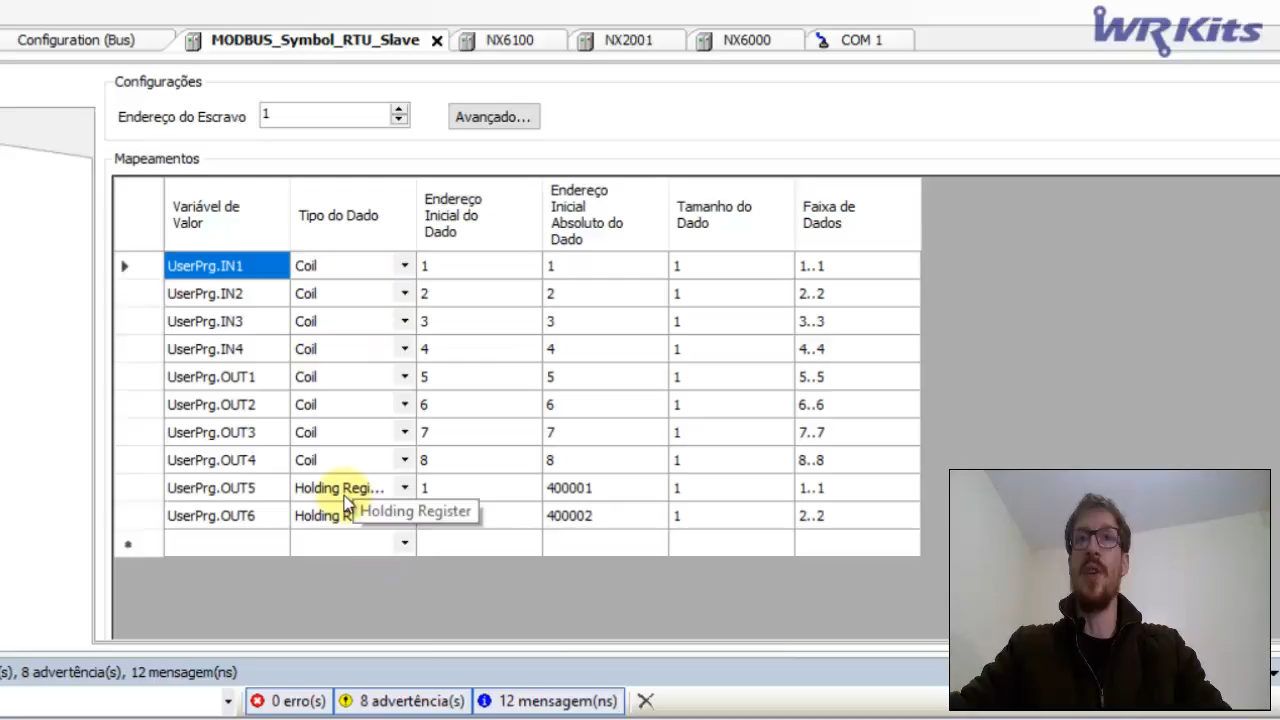 WRKits
Configuration (Bus)
MODBUS_Symbol_RTU_Slave
NX6100
NX2001
NX6000
COM 1
Configurações
Endereço do Escravo
1
Avançado...
Mapeamentos
Variável de Valor
Tipo do Dado
Endereço Inicial do Dado
Endereço Inicial Absoluto do Dado
Tamanho do Dado
Faixa de Dados
UserPrg.IN1 Coil 1 1 1 1..1
UserPrg.IN2 Coil 2 2 1 2..2
UserPrg.IN3 Coil 3 3 1 3..3
UserPrg.IN4 Coil 4 4 1 4..4
UserPrg.OUT1 Coil 5 5 1 5..5
UserPrg.OUT2 Coil 6 6 1 6..6
UserPrg.OUT3 Coil 7 7 1 7..7
UserPrg.OUT4 Coil 8 8 1 8..8
UserPrg.OUT5 Holding Regi... 1 400001 1 1..1
Holding Register
UserPrg.OUT6 Holding 400002 1 2..2
(s), 8 advertência(s), 12 mensagem(ns)
0 erro(s)
8 advertência(s)
12 mensagem(ns)